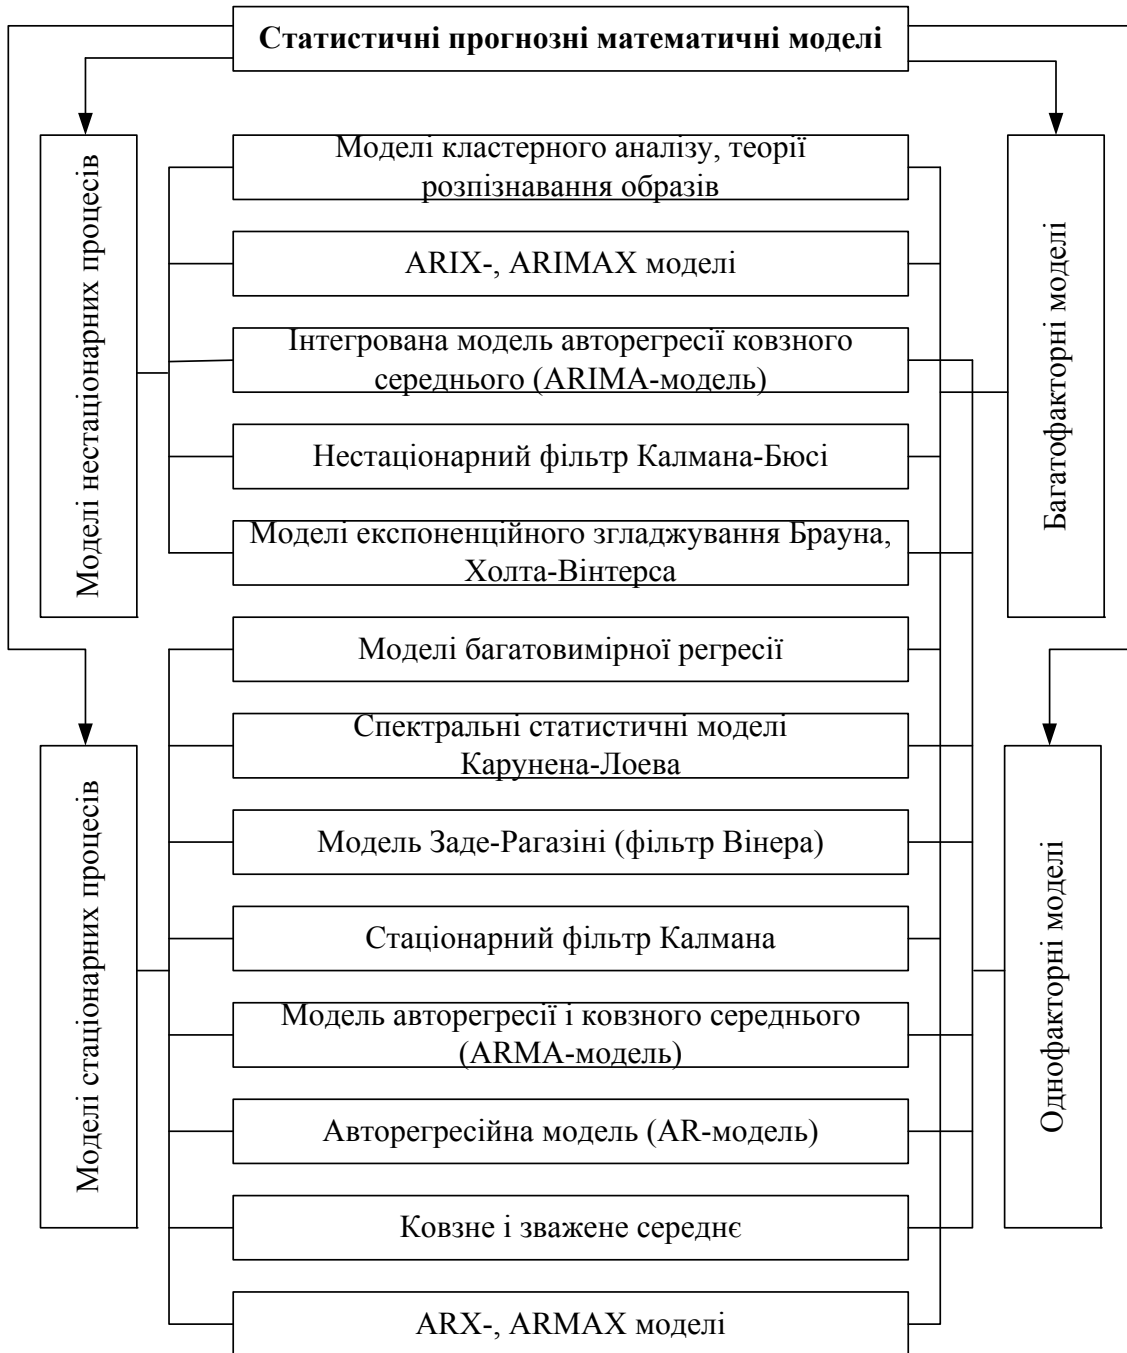 Статистичні прогнозні математичні моделі
Моделі нестаціонарних процесів
Моделі кластерного аналізу, теорії
розпізнавання образів
ARIX-, ARIMAX моделі
Інтегрована модель авторегресії ковзного
середнього (ARIMA-модель)
Нестаціонарний фільтр Калмана-Бюсі
Моделі експоненційного згладжування Брауна,
Холта-Вінтерса
Багатофакторні моделі
Моделі стаціонарних процесів
Моделі багатовимірної регресії
Спектральні статистичні моделі
Карунена-Лоева
Модель Заде-Рагазіні (фільтр Вінера)
Стаціонарний фільтр Калмана
Модель авторегресії і ковзного середнього
(ARMA-модель)
Авторегресійна модель (AR-модель)
Ковзне і зважене середнє
ARX-, ARMAX моделі
Однофакторні моделі